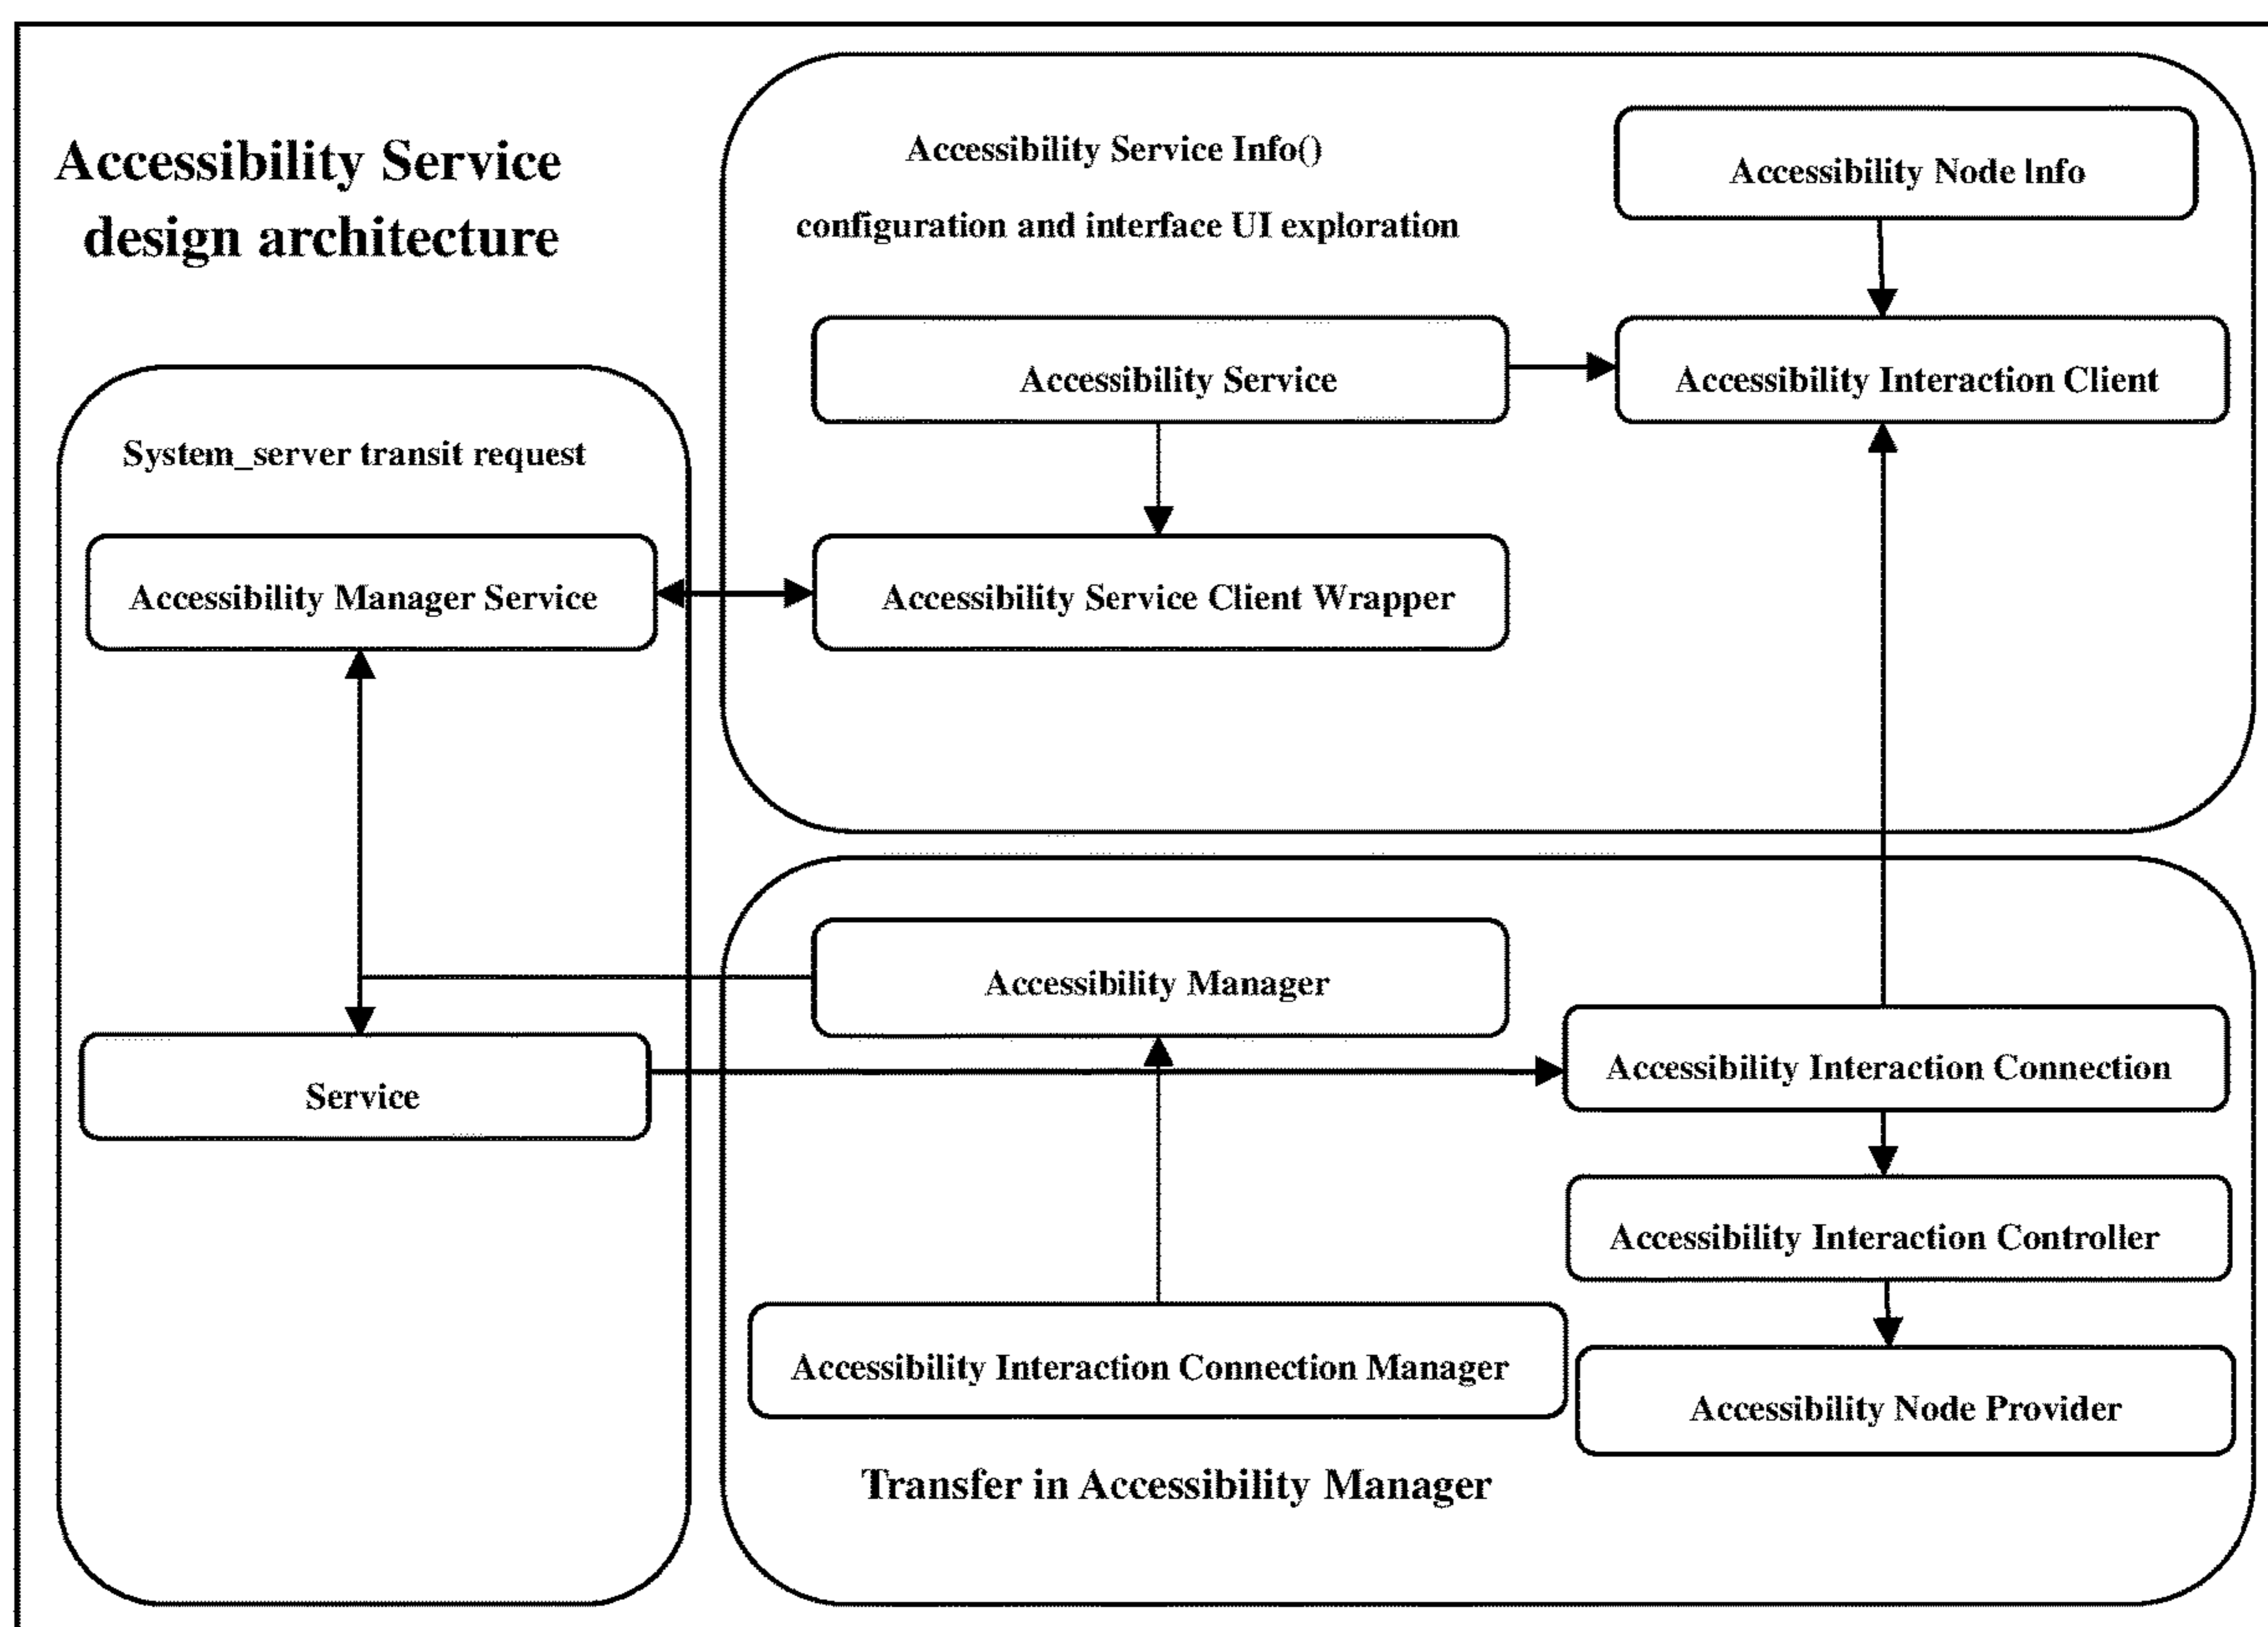 Accessibility Service
design architecture
Accessibility Service Info()
configuration and interface UI exploration
Accessibility Node Info
Accessibility Service
Accessibility Interaction Client
System_server transit request
Accessibility Manager Service
Accessibility Service Client Wrapper
Accessibility Manager
Service
Accessibility Interaction Connection
Accessibility Interaction Controller
Accessibility Interaction Connection Manager
Accessibility Node Provider
Transfer in Accessibility Manager